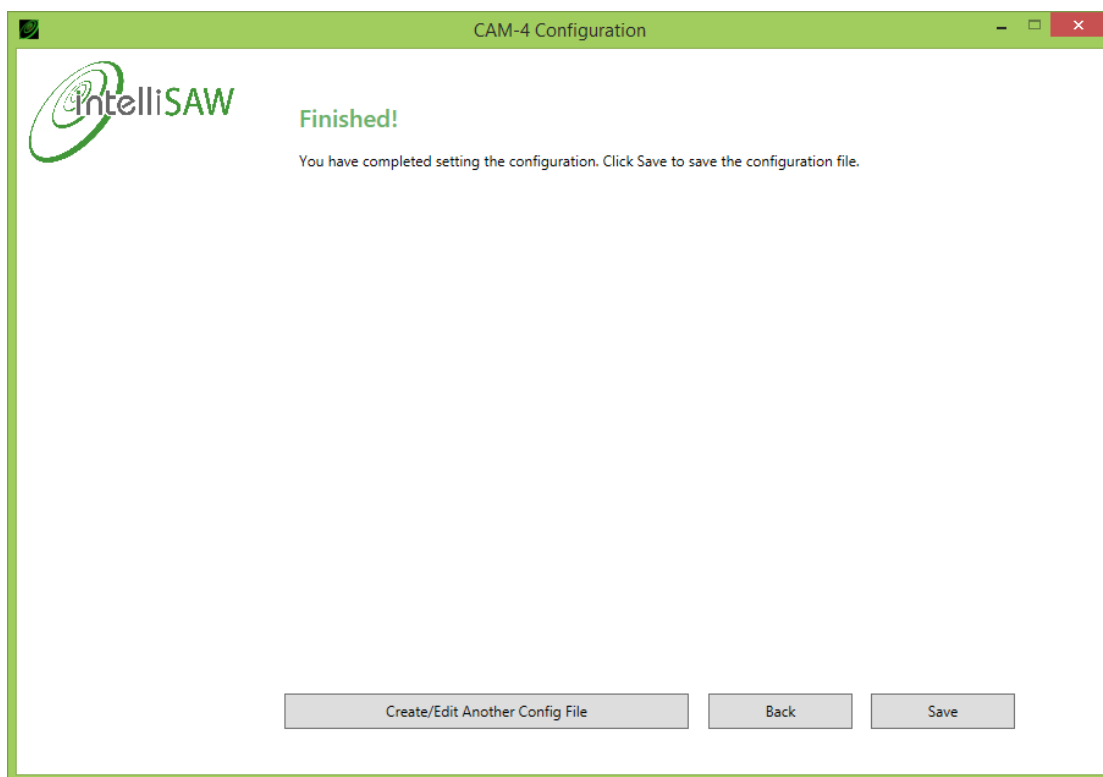 CAM-4 Configuration
intelliSAW
Finished!
You have completed setting the configuration. Click Save to save the configuration file.
Create/Edit Another Config File
Back
Save